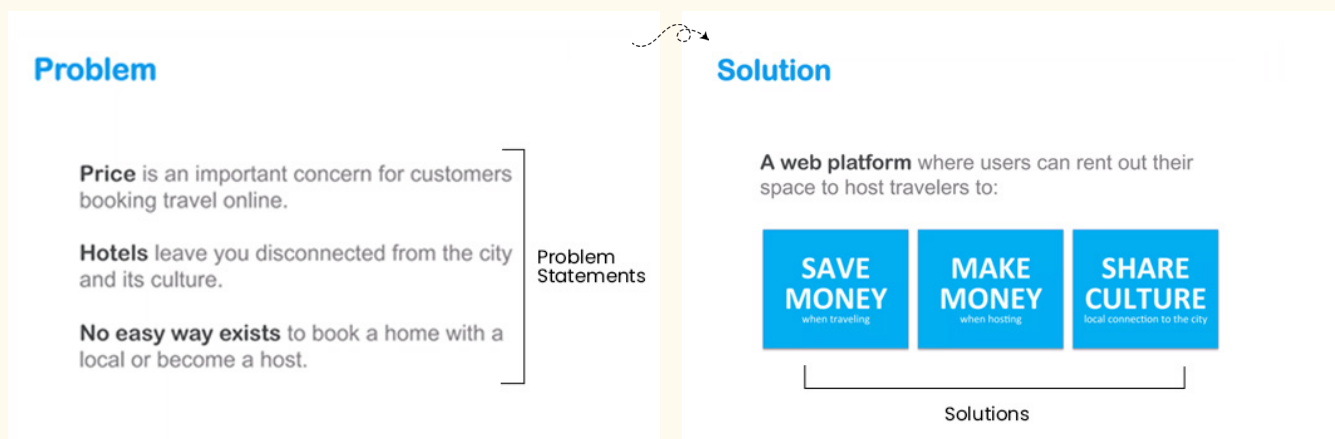 Problem
Price is an important concern for customers
booking travel online.
Hotels leave you disconnected from the city
and its culture.
No easy way exists to book a home with a
local or become a host.
Problem
Statements
Solution
A web platform where users can rent out their
space to host travelers to:
SAVE
MONEY
when traveling
MAKE
MONEY
when hosting
SHARE
CULTURE
local connection to the city
Solutions